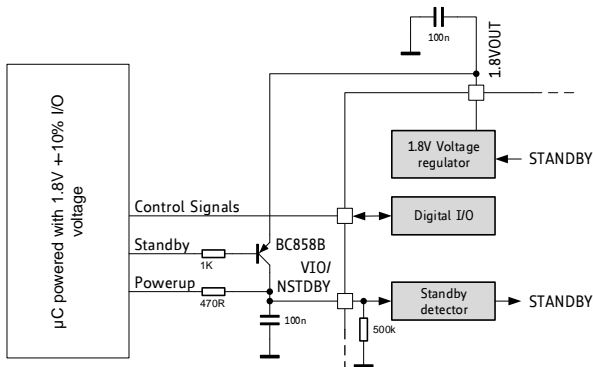 100n
1.8VOUT
µC powered with 1.8V +-10% I/O
voltage
1.8V Voltage
regulator
STANDBY
Control Signals
Digital I/O
Standby
1K
BC858B
VIO/
NSTDBY
Powerup
470R
Standby
detector
STANDBY
100n
500k